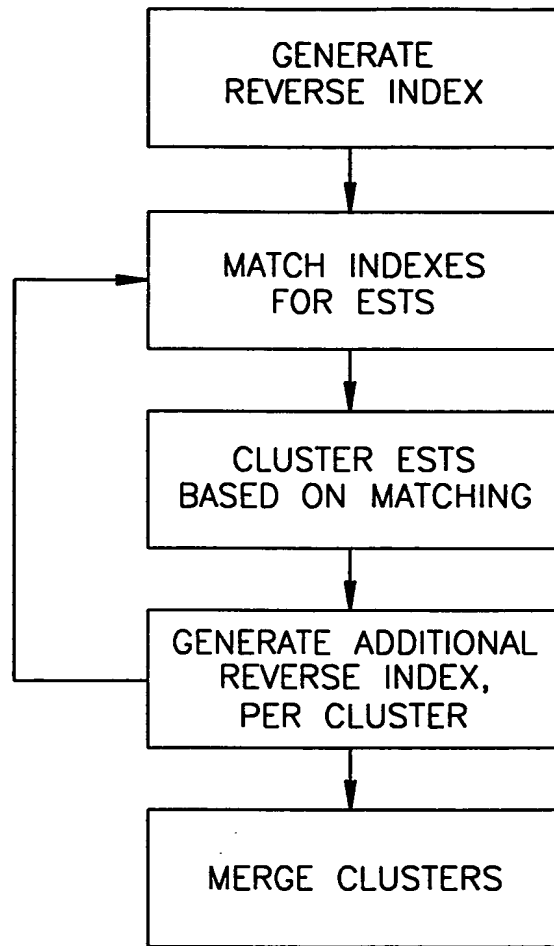 GENERATE
REVERSE INDEX
MATCH INDEXES
FOR ESTS
CLUSTER ESTS
BASED ON MATCHING
GENERATE ADDITIONAL
REVERSE INDEX,
PER CLUSTER
MERGE CLUSTERS